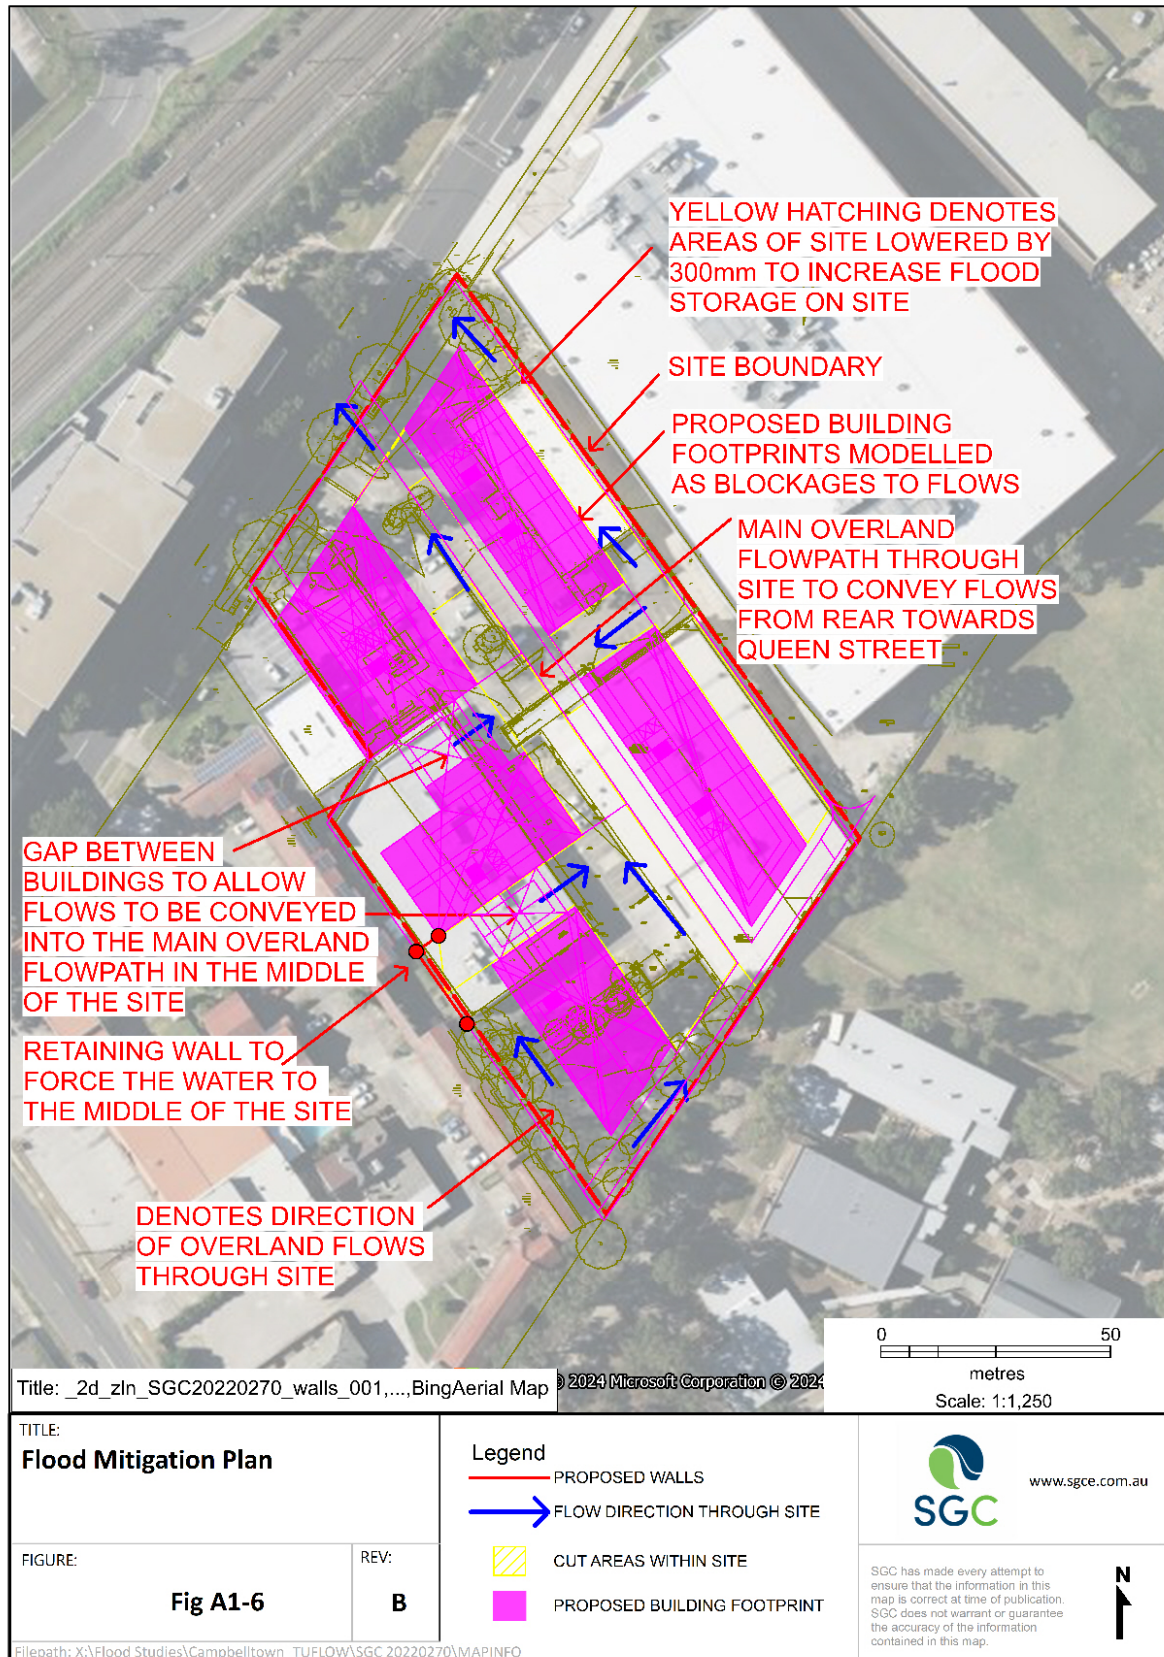 YELLOW HATCHING DENOTES
AREAS OF SITE LOWERED BY
300mm TO INCREASE FLOOD
STORAGE ON SITE
SITE BOUNDARY
PROPOSED BUILDING
FOOTPRINTS MODELLED
AS BLOCKAGES TO FLOWS
MAIN OVERLAND
FLOWPATH THROUGH
SITE TO CONVEY FLOWS
FROM REAR TOWARDS
QUEEN STREET
GAP BETWEEN
BUILDINGS TO ALLOW
FLOWS TO BE CONVEYED
INTO THE MAIN OVERLAND
FLOWPATH IN THE MIDDLE
OF THE SITE
RETAINING WALL TO
FORCE THE WATER TO
THE MIDDLE OF THE SITE
DENOTES DIRECTION
OF OVERLAND FLOWS
THROUGH SITE
0 50
metres
Scale: 1:1,250
Title: _2d_zln_SGC20220270_walls_001,...,BingAerial Map
© 2024 Microsoft Corporation © 2024
TITLE:
Flood Mitigation Plan
FIGURE:
Fig A1-6
REV:
B
Filepath: X:\Flood Studies\Campbelltown_TUFLOW\SGC 20220270\MAPINFO
Legend
PROPOSED WALLS
FLOW DIRECTION THROUGH SITE
CUT AREAS WITHIN SITE
PROPOSED BUILDING FOOTPRINT
SGC
www.sgce.com.au
SGC has made every attempt to
ensure that the information in this
map is correct at time of publication.
SGC does not warrant or guarantee
the accuracy of the information
contained in this map.
N